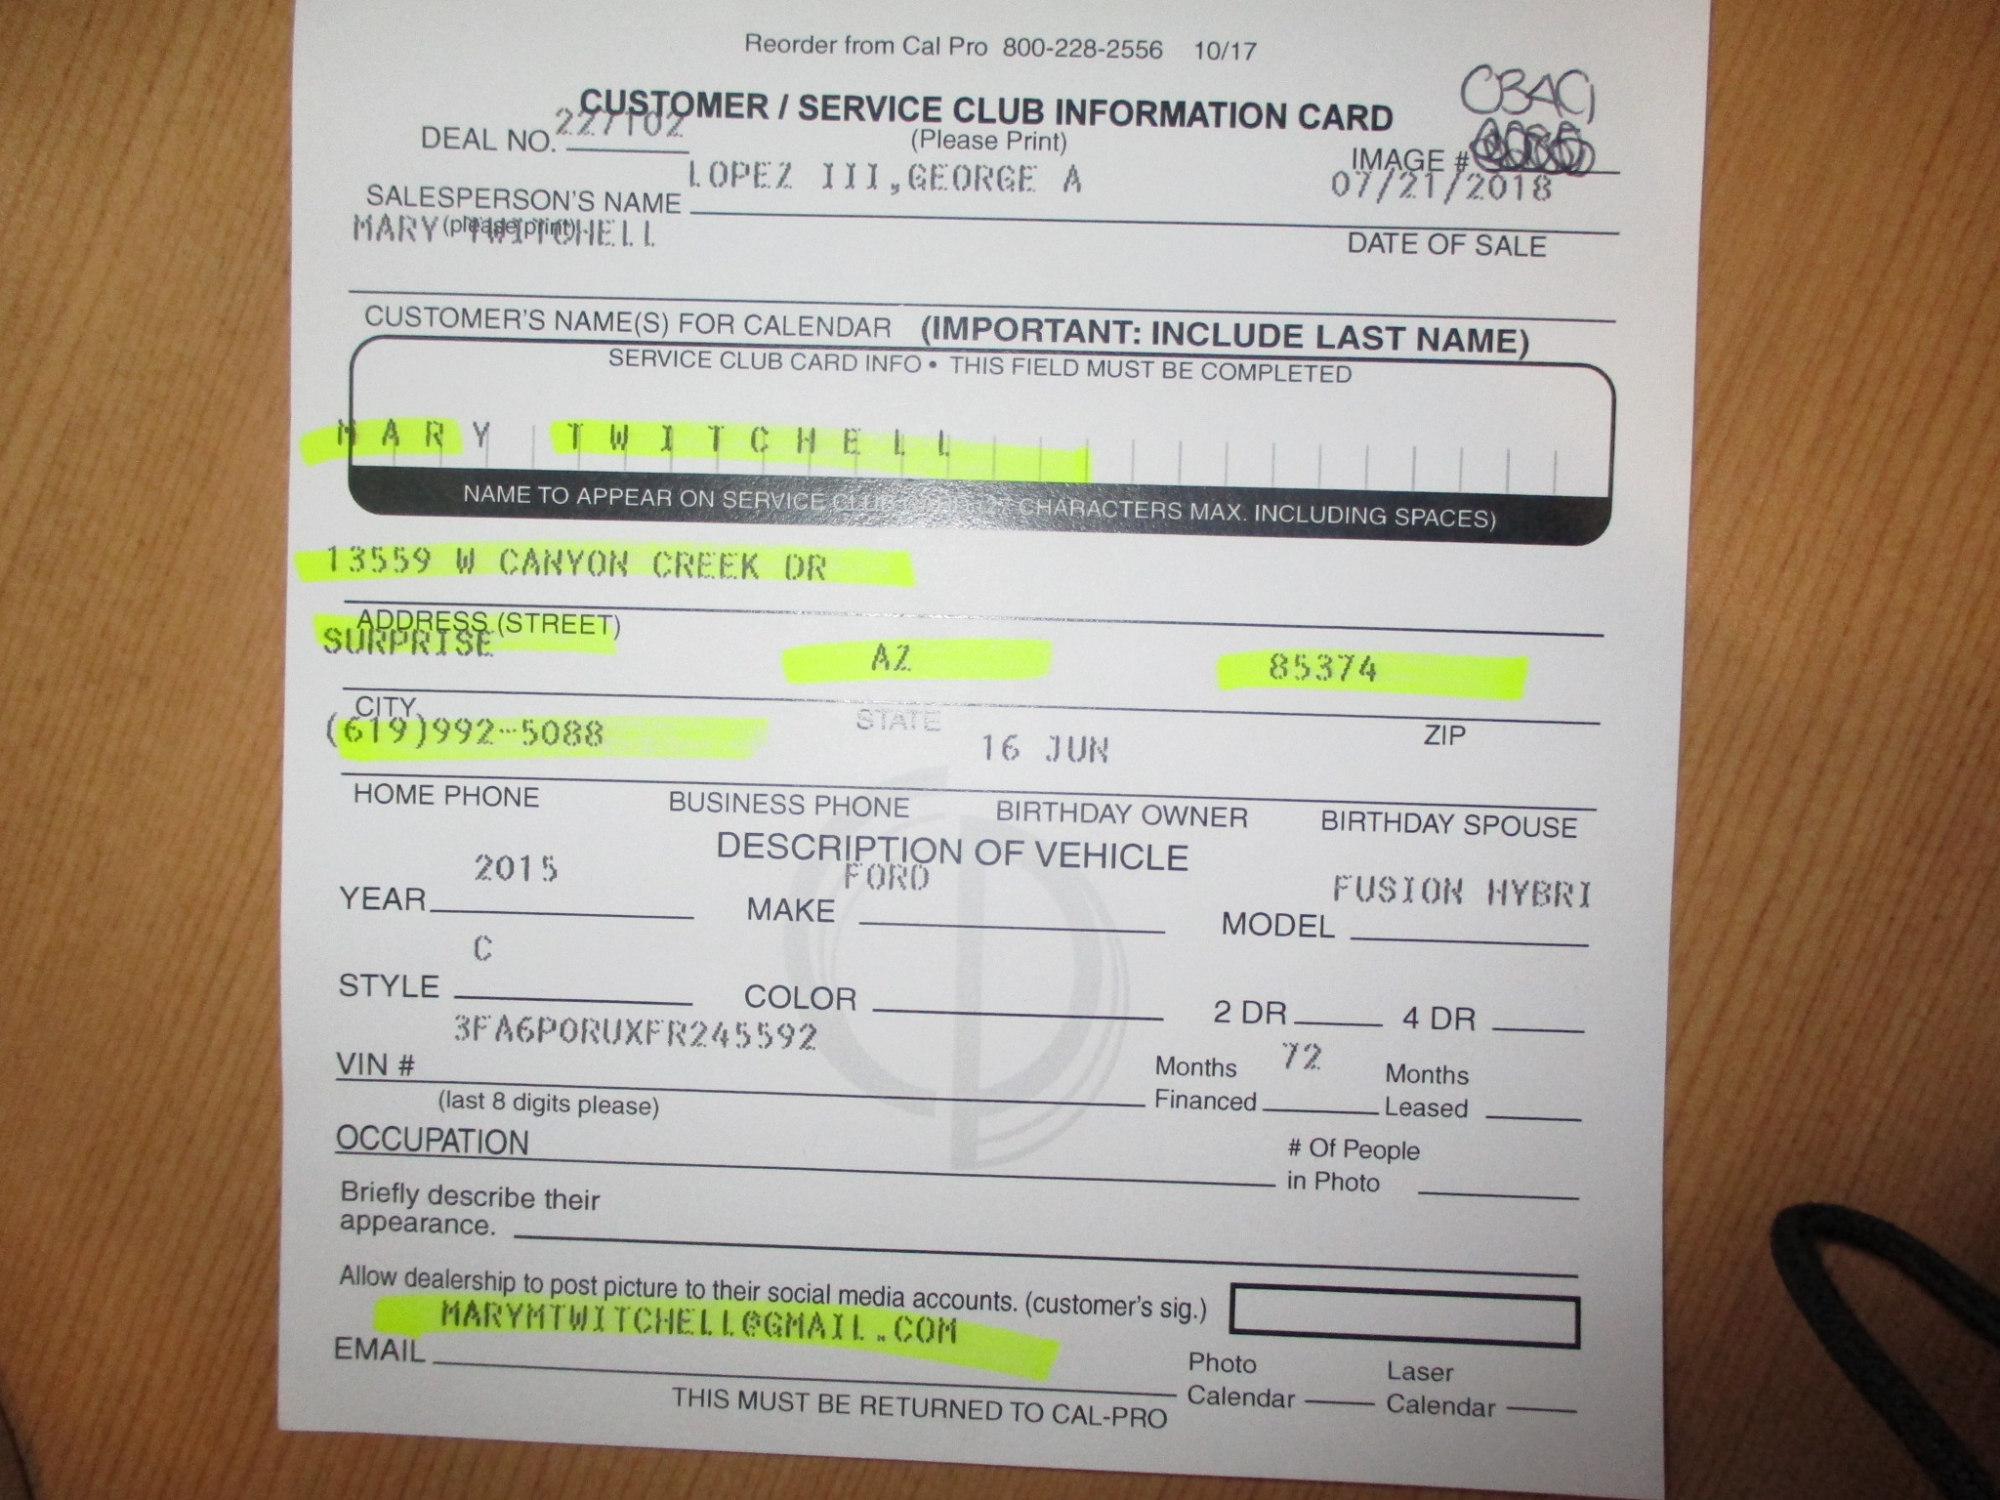 Reorder from Cal Pro 800-228-2556 10/17
CUSTOMER / SERVICE CLUB INFORMATION CARD
DEAL NO. 227102 (Please Print)
IMAGE #
SALESPERSON'S NAME LOPEZ III,GEORGE A 07/21/2018
(please print) DATE OF SALE
MARY TWITCHELL
CUSTOMER'S NAME(S) FOR CALENDAR (IMPORTANT: INCLUDE LAST NAME)
SERVICE CLUB CARD INFO • THIS FIELD MUST BE COMPLETED
MARY TWITCHELL
NAME TO APPEAR ON SERVICE CLUB CHARACTERS MAX. INCLUDING SPACES)
13559 W CANYON CREEK DR
ADDRESS (STREET)
SURPRISE AZ 85374
CITY STATE ZIP
(619)992-5088 16 JUN
HOME PHONE BUSINESS PHONE BIRTHDAY OWNER BIRTHDAY SPOUSE
DESCRIPTION OF VEHICLE
YEAR 2015 MAKE FORD MODEL FUSION HYBRI
STYLE C COLOR 2 DR 4 DR
VIN # 3FA6P0RUXFR245592 Months Financed 72 Months Leased
(last 8 digits please)
OCCUPATION # Of People in Photo
Briefly describe their
appearance.
Allow dealership to post picture to their social media accounts. (customer's sig.)
EMAIL MARYMTWITCHELL@GMAIL.COM
Photo Calendar Laser Calendar
THIS MUST BE RETURNED TO CAL-PRO